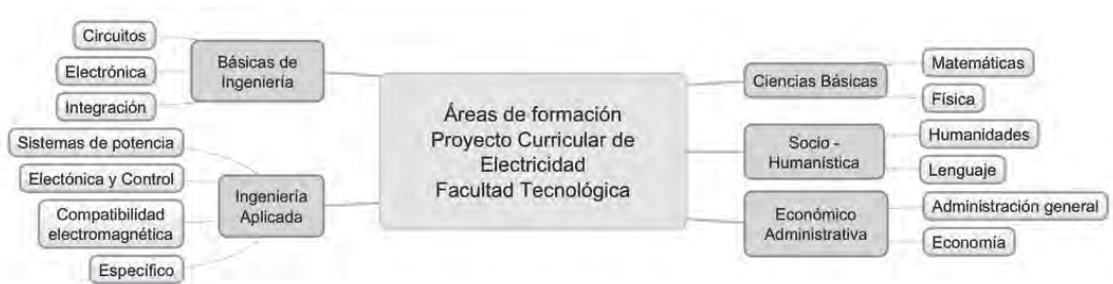 Circuitos
Electrónica
Integración
Básicas de
Ingeniería
Sistemas de potencia
Electónica y Control
Compatibilidad
electromagnética
Específico
Ingeniería
Aplicada
Áreas de formación
Proyecto Curricular de
Electricidad
Facultad Tecnológica
Ciencias Básicas
Matemáticas
Física
Socio -
Humanística
Humanidades
Lenguaje
Económico
Administrativa
Administración general
Economía